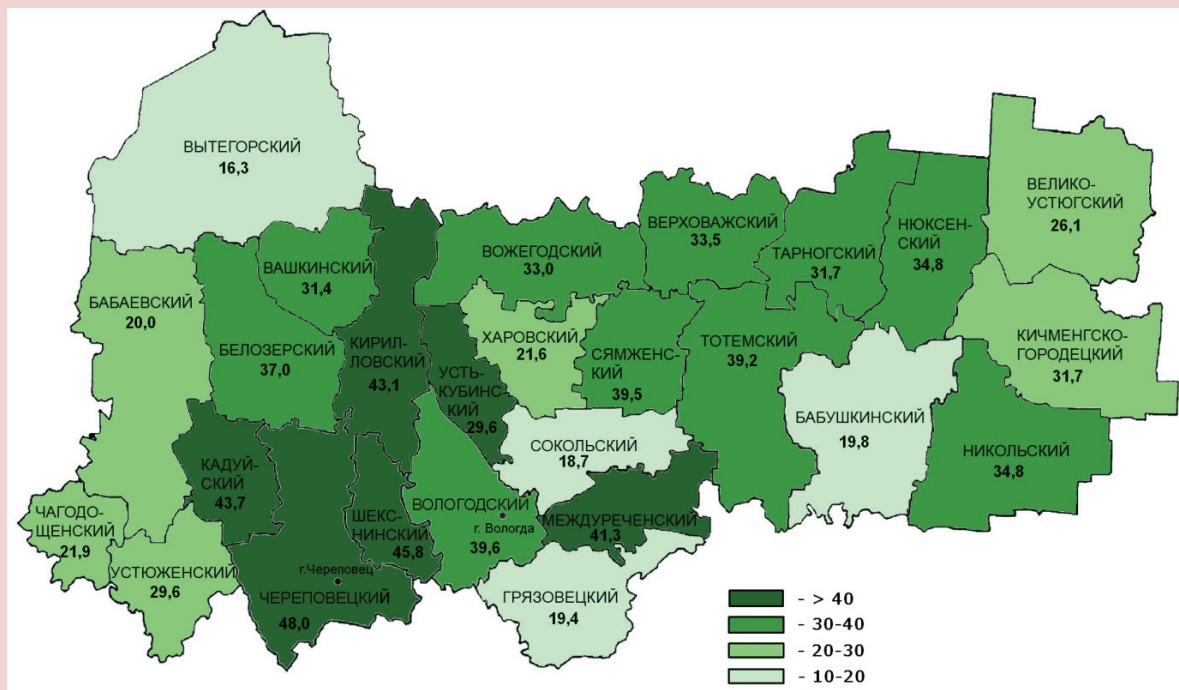 ВЫТЕГОРСКИЙ
16,3
ВЕЛИКО-
УСТЮГСКИЙ
26,1
ВЕРХОВАЖСКИЙ
33,5
НЮКСЕН-
СКИЙ
34,8
ТАРНОГСКИЙ
31,7
ВОЖЕГОДСКИЙ
33,0
ВАШКИНСКИЙ
31,4
БАБАЕВСКИЙ
20,0
БЕЛОЗЕРСКИЙ
37,0
КИРИЛ-
ЛОВСКИЙ
43,1
УСТЬ-
КУБИН-
СКИЙ
29,6
ХАРОВСКИЙ
21,6
СЯМЖЕН-
СКИЙ
39,5
ТОТЕМСКИЙ
39,2
КИЧМЕНГСКО-
ГОРОДЕЦКИЙ
31,7
БАБУШКИНСКИЙ
19,8
НИКОЛЬСКИЙ
34,8
СОКОЛЬСКИЙ
18,7
КАДУЙ-
СКИЙ
43,7
ЧАГОДО-
ЩЕНСКИЙ
21,9
УСТЮЖЕНСКИЙ
29,6
ШЕКС-
НИНСКИЙ
45,8
ВОЛОГОДСКИЙ
г. Вологда
39,6
МЕЖДУРЕЧЕНСКИЙ
41,3
г.Череповец
ЧЕРЕПОВЕЦКИЙ
48,0
ГРЯЗОВЕЦКИЙ
19,4
- > 40
- 30-40
- 20-30
- 10-20